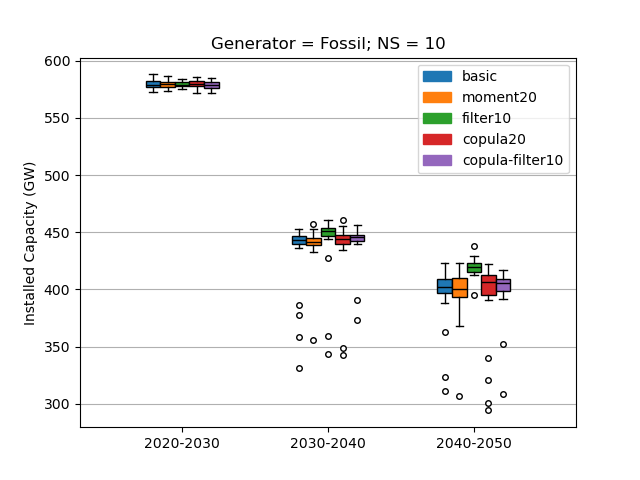 Generator = Fossil; NS = 10
Installed Capacity (GW)
600
550
500
450
400
350
300
basic
moment20
filter10
copula20
copula-filter10
2020-2030
2030-2040
2040-2050